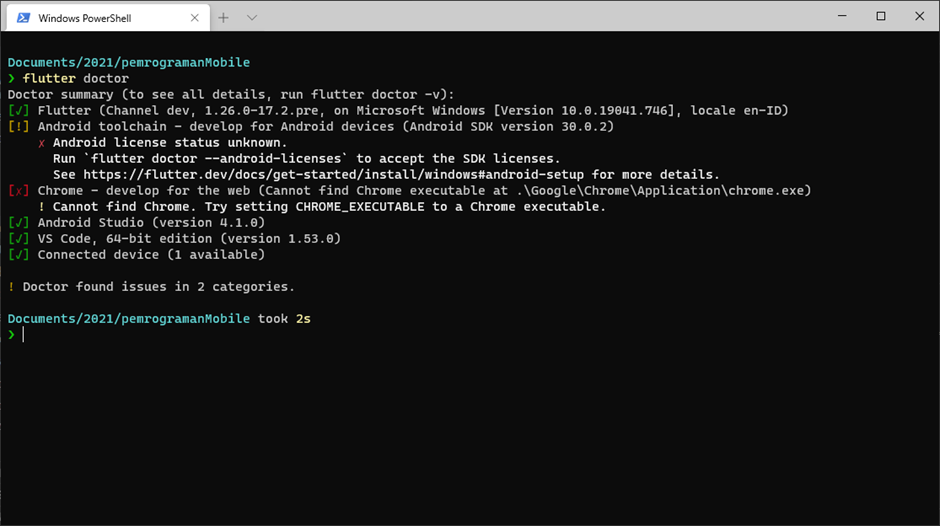 Windows PowerShell
Documents/2021/pemrogramanMobile
❯ flutter doctor
Doctor summary (to see all details, run flutter doctor -v):
[√] Flutter (Channel dev, 1.26.0-17.2.pre, on Microsoft Windows [Version 10.0.19041.746], locale en-ID)
[!] Android toolchain - develop for Android devices (Android SDK version 30.0.2)
    ✗ Android license status unknown.
      Run `flutter doctor --android-licenses` to accept the SDK licenses.
      See https://flutter.dev/docs/get-started/install/windows#android-setup for more details.
[✗] Chrome - develop for the web (Cannot find Chrome executable at .\Google\Chrome\Application\chrome.exe)
    ! Cannot find Chrome. Try setting CHROME_EXECUTABLE to a Chrome executable.
[√] Android Studio (version 4.1.0)
[√] VS Code, 64-bit edition (version 1.53.0)
[√] Connected device (1 available)
! Doctor found issues in 2 categories.
Documents/2021/pemrogramanMobile took 2s
❯